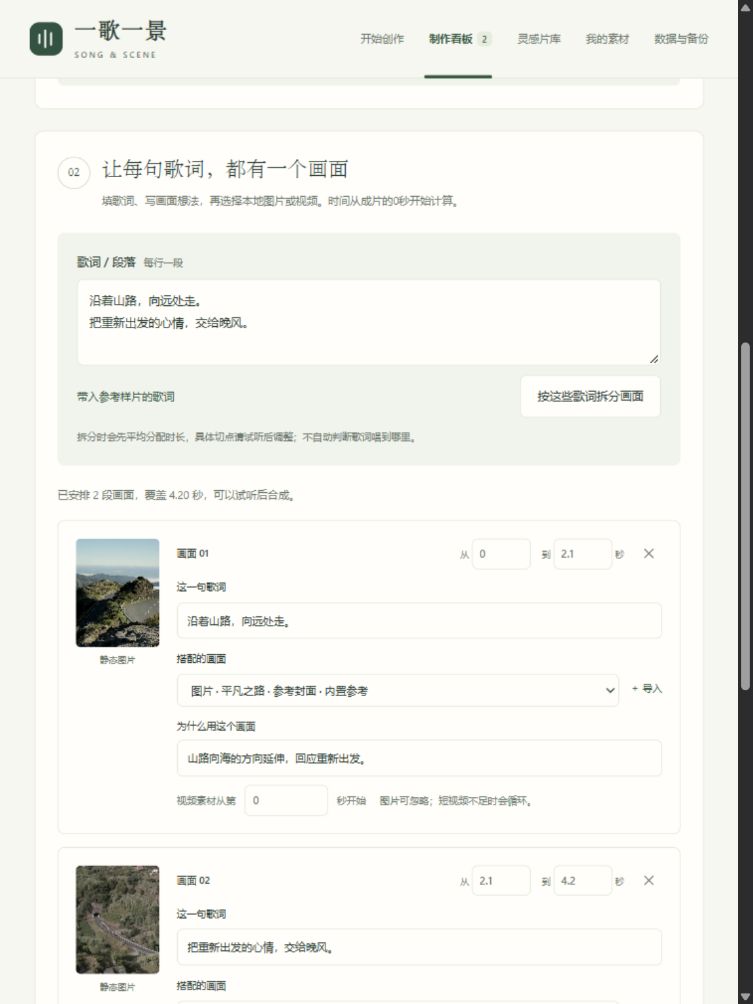 一歌一景
SONG & SCENE
开始创作 制作看板 2 灵感片库 我的素材 数据与备份
02 让每句歌词，都有一个画面
填歌词、写画面想法，再选择本地图片或视频。时间从成片的0秒开始计算。
歌词 / 段落 每行一段
沿着山路，向远处走。
把重新出发的心情，交给晚风。
带入参考样片的歌词 按这些歌词拆分画面
拆分时会先平均分配时长，具体切点请试听后调整；不自动判断歌词唱到哪里。
已安排 2 段画面，覆盖 4.20 秒，可以试听后合成。
画面 01 从 0 到 2.1 秒 ×
这一句歌词
沿着山路，向远处走。
静态图片
搭配的画面
图片 · 平凡之路 · 参考封面 · 内置参考 + 导入
为什么用这个画面
山路向海的方向延伸，回应重新出发。
视频素材从第 0 秒开始 图片可忽略；短视频不足时会循环。
画面 02 从 2.1 到 4.2 秒 ×
这一句歌词
把重新出发的心情，交给晚风。
静态图片
搭配的画面